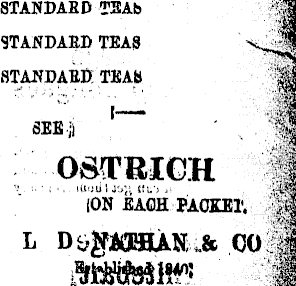 STANDARD TEAS
STANDARD TEAS
STANDARD TEAS
SEE
OSTRICH
ON EACH PACKET.
L D NATHAN & CO
Established 1840